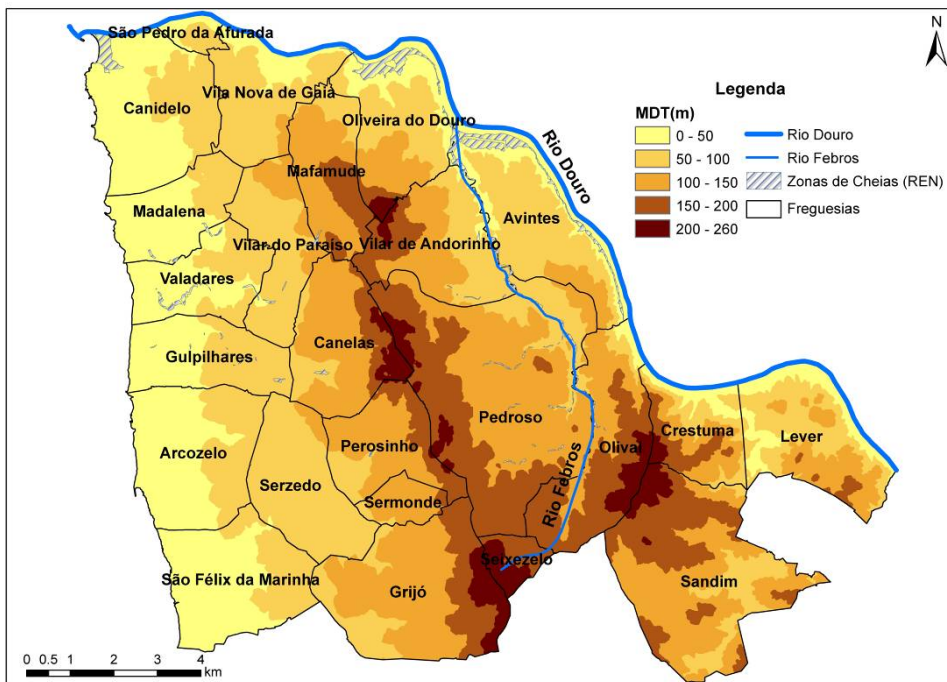 São Pedro da Afurada
N
Canidelo
Vila Nova de Gaia
Oliveira do Douro
Rio Douro
Legenda
MDT(m)
0 - 50
50 - 100
100 - 150
150 - 200
200 - 260
Rio Douro
Rio Febros
Zonas de Cheias (REN)
Freguesias
Mafamude
Madalena
Avintes
Vilar do Paraíso
Vilar de Andorinho
Valadares
Gulpilhares
Canelas
Pedroso
Arcozelo
Perosinho
Olival
Crestuma
Lever
Serzedo
Sermonde
Rio Febros
Seixezelo
São Félix da Marinha
Grijó
Sandim
0 0.5 1 2 3 4
km